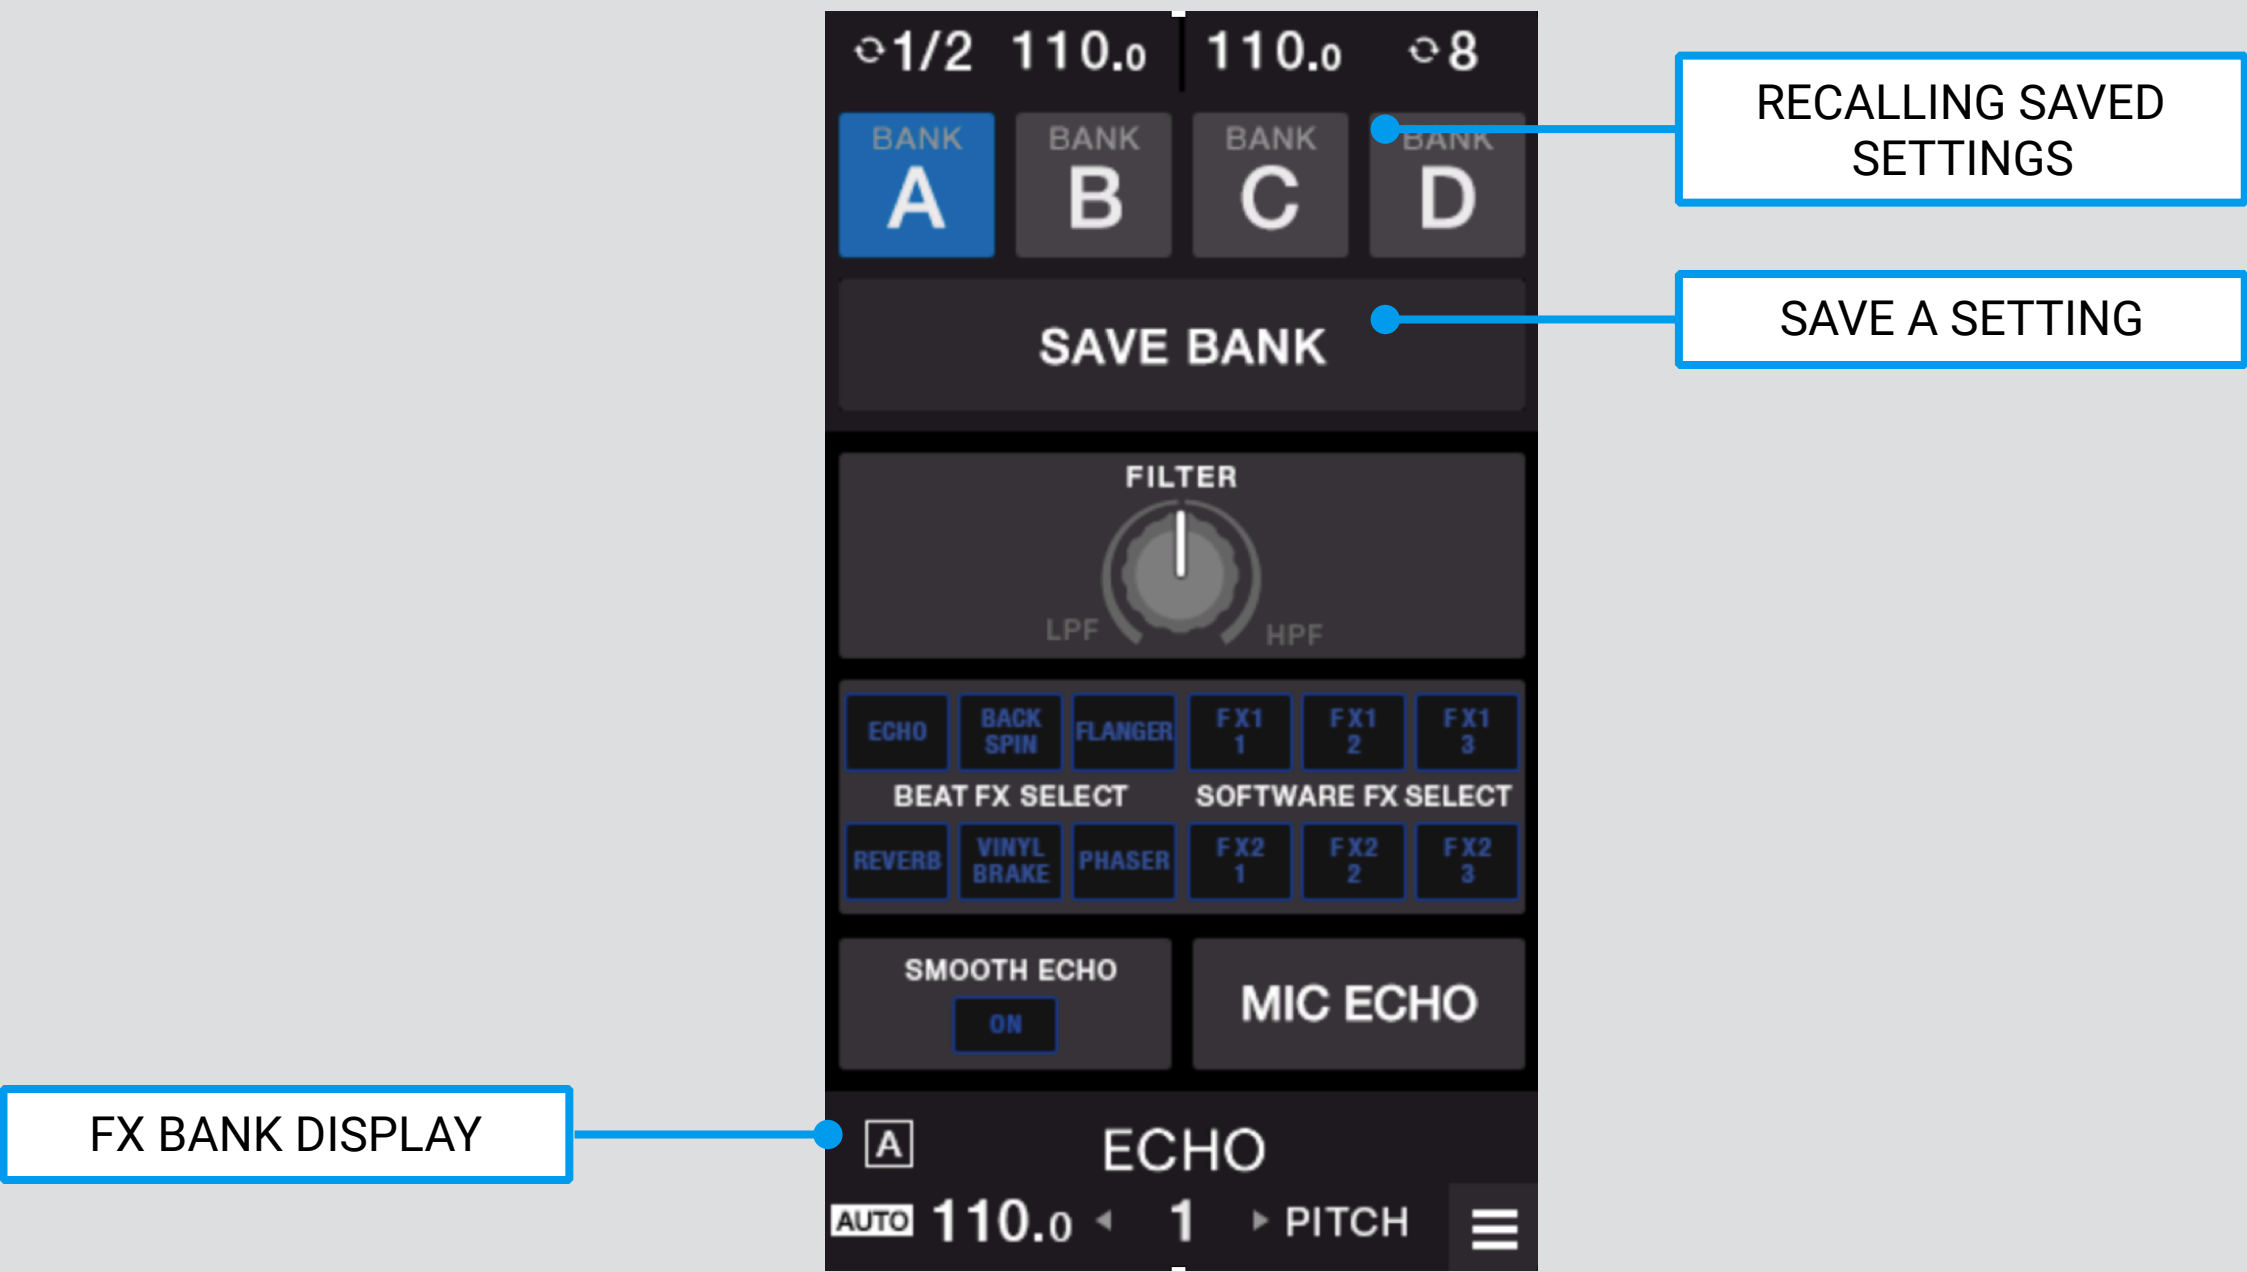 1/2 110.0 110.0 8
BANK BANK BANK BANK
A B C D
RECALLING SAVED
SETTINGS
SAVE BANK
SAVE A SETTING
FILTER
LPF HPF
ECHO BACK SPIN FLANGER FX1 1 FX1 2 FX1 3
BEAT FX SELECT SOFTWARE FX SELECT
REVERB VINYL BRAKE PHASER FX2 1 FX2 2 FX2 3
SMOOTH ECHO
ON
MIC ECHO
FX BANK DISPLAY
A ECHO
AUTO 110.0 1 PITCH